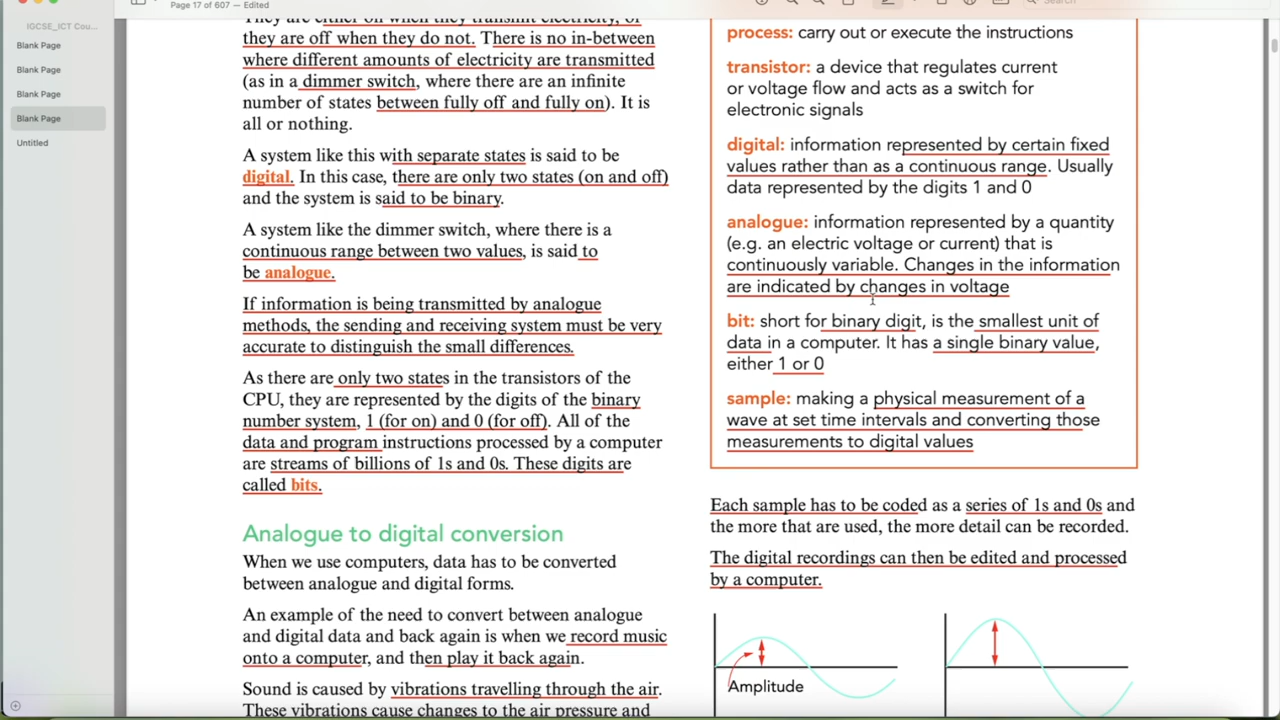 Page 17 of 607 — Edited
Search
IGCSE_ICT Cou...
Blank Page
Blank Page
Blank Page
Blank Page
Untitled
They are either on when they transmit electricity, or
they are off when they do not. There is no in-between
where different amounts of electricity are transmitted
(as in a dimmer switch, where there are an infinite
number of states between fully off and fully on). It is
all or nothing.
A system like this with separate states is said to be
digital. In this case, there are only two states (on and off)
and the system is said to be binary.
A system like the dimmer switch, where there is a
continuous range between two values, is said to
be analogue.
If information is being transmitted by analogue
methods, the sending and receiving system must be very
accurate to distinguish the small differences.
As there are only two states in the transistors of the
CPU, they are represented by the digits of the binary
number system, 1 (for on) and 0 (for off). All of the
data and program instructions processed by a computer
are streams of billions of 1s and 0s. These digits are
called bits.
Analogue to digital conversion
When we use computers, data has to be converted
between analogue and digital forms.
An example of the need to convert between analogue
and digital data and back again is when we record music
onto a computer, and then play it back again.
Sound is caused by vibrations travelling through the air.
These vibrations cause changes to the air pressure and
process: carry out or execute the instructions
transistor: a device that regulates current
or voltage flow and acts as a switch for
electronic signals
digital: information represented by certain fixed
values rather than as a continuous range. Usually
data represented by the digits 1 and 0
analogue: information represented by a quantity
(e.g. an electric voltage or current) that is
continuously variable. Changes in the information
are indicated by changes in voltage
bit: short for binary digit, is the smallest unit of
data in a computer. It has a single binary value,
either 1 or 0
sample: making a physical measurement of a
wave at set time intervals and converting those
measurements to digital values
Each sample has to be coded as a series of 1s and 0s and
the more that are used, the more detail can be recorded.
The digital recordings can then be edited and processed
by a computer.
Amplitude